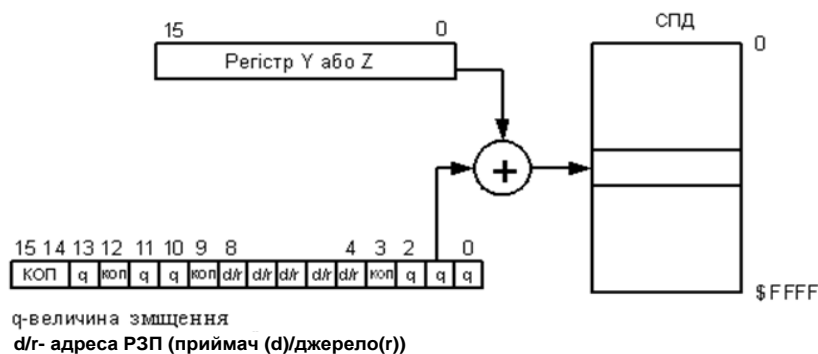 СПД
15 0
0
Регістр Y або Z
+
15 14 13 12 11 10 9 8 4 3 2 0
КОП q коп q q коп d/r d/r d/r d/r d/r коп q q q
$FFFF
q-величина зміщення
d/r- адреса РЗП (приймач (d)/джерело(r))